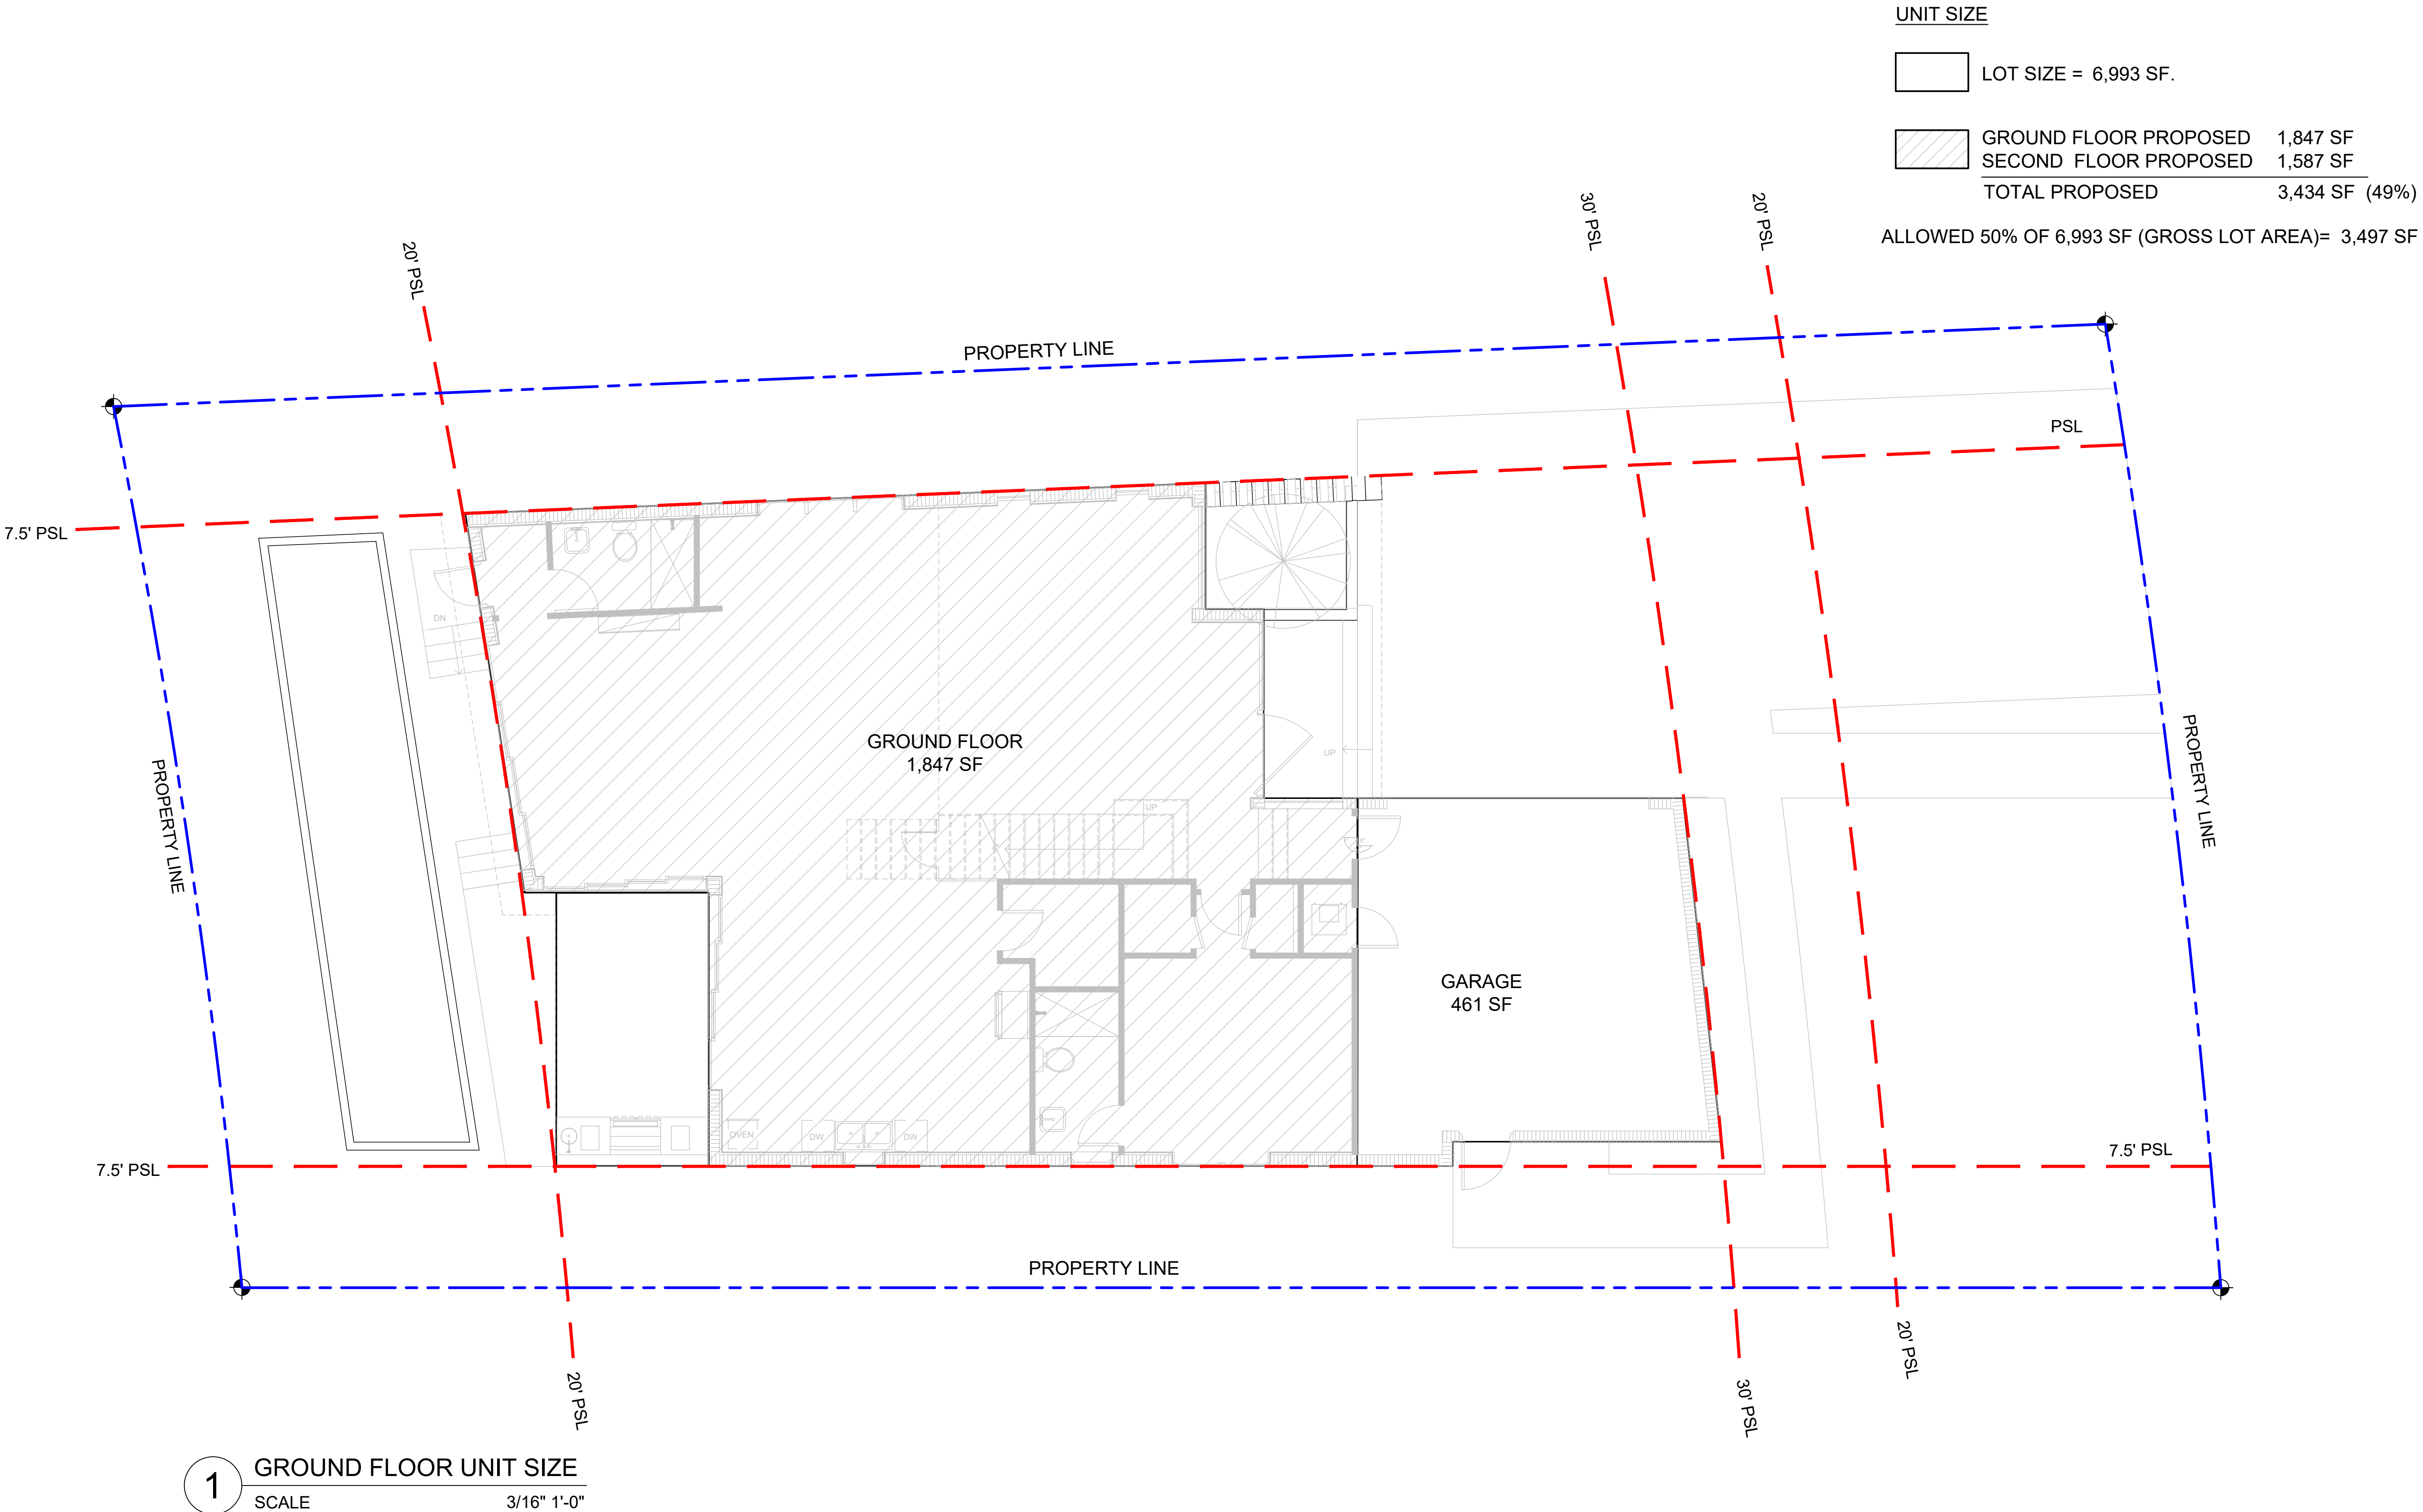 UNIT SIZE
LOT SIZE = 6,993 SF.
GROUND FLOOR PROPOSED 1,847 SF
SECOND FLOOR PROPOSED 1,587 SF
TOTAL PROPOSED 3,434 SF (49%)
ALLOWED 50% OF 6,993 SF (GROSS LOT AREA)= 3,497 SF
30' PSL
20' PSL
20' PSL
PROPERTY LINE
PSL
7.5' PSL
DN
PROPERTY LINE
GROUND FLOOR
1,847 SF
UP
PROPERTY LINE
UP
GARAGE
461 SF
OVEN
DW
DW
7.5' PSL
7.5' PSL
PROPERTY LINE
20' PSL
20' PSL
30' PSL
1
GROUND FLOOR UNIT SIZE
SCALE 3/16" 1'-0"